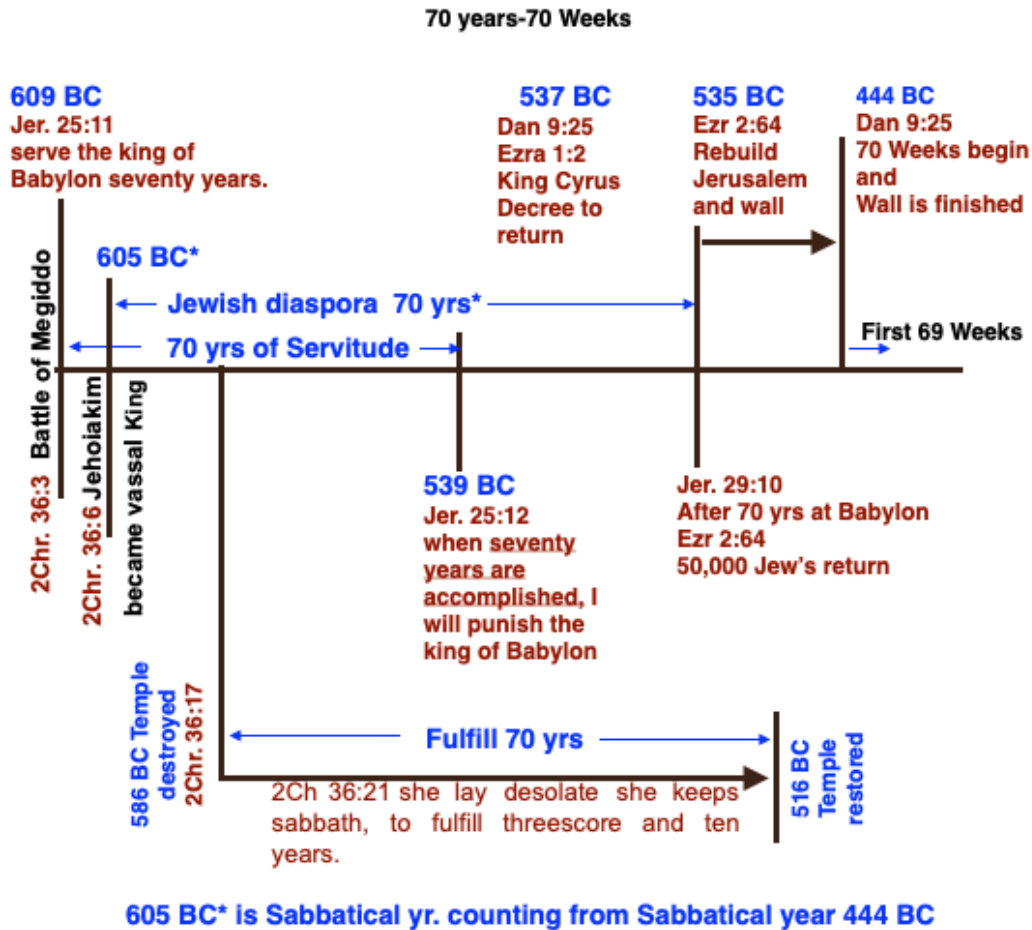 70 years-70 Weeks
609 BC
Jer. 25:11
serve the king of
Babylon seventy years.
537 BC
Dan 9:25
Ezra 1:2
King Cyrus
Decree to
return
535 BC
Ezr 2:64
Rebuild
Jerusalem
and wall
444 BC
Dan 9:25
70 Weeks begin
and
Wall is finished
605 BC*
Jewish diaspora 70 yrs*
70 yrs of Servitude
First 69 Weeks
2Chr. 36:3 Battle of Megiddo
2Chr. 36:6 Jehoiakim
became vassal King
539 BC
Jer. 25:12
when seventy
years are
accomplished, I
will punish the
king of Babylon
Jer. 29:10
After 70 yrs at Babylon
Ezr 2:64
50,000 Jew's return
586 BC Temple
destroyed
2Chr. 36:17
Fulfill 70 yrs
2Ch 36:21 she lay desolate she keeps
sabbath, to fulfill threescore and ten
years.
516 BC
Temple
restored
605 BC* is Sabbatical yr. counting from Sabbatical year 444 BC